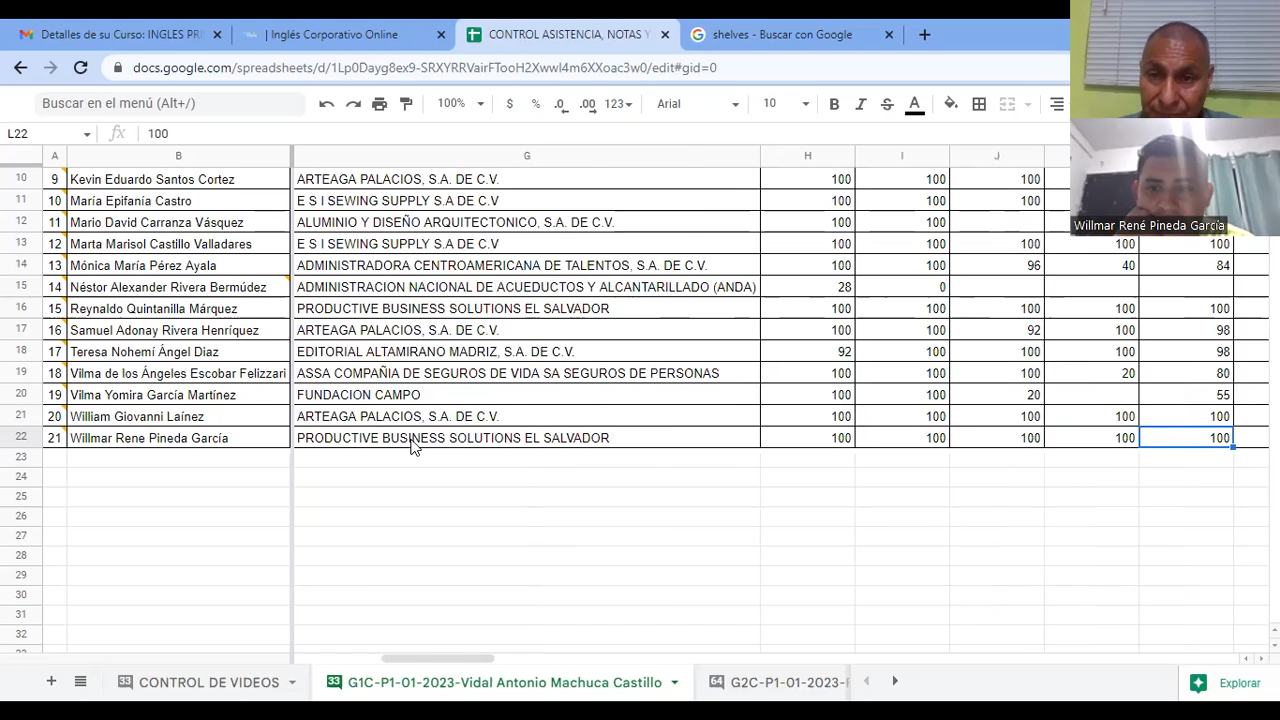 Detalles de su Curso: INGLES PRI
| Inglés Corporativo Online
CONTROL ASISTENCIA, NOTAS Y
shelves - Buscar con Google
Buscar en el menú (Alt+/)
100% $ % .0 .00 123 Arial 10 B I S A
L22 fx 100
A B G H I J
10 9 Kevin Eduardo Santos Cortez ARTEAGA PALACIOS, S.A. DE C.V. 100 100 100
11 10 María Epifanía Castro E S I SEWING SUPPLY S.A DE C.V 100 100 100
12 11 Mario David Carranza Vásquez ALUMINIO Y DISEÑO ARQUITECTONICO, S.A. DE C.V. 100 100
13 12 Marta Marisol Castillo Valladares E S I SEWING SUPPLY S.A DE C.V 100 100 100 100 100
14 13 Mónica María Pérez Ayala ADMINISTRADORA CENTROAMERICANA DE TALENTOS, S.A. DE C.V. 100 100 96 40 84
15 14 Néstor Alexander Rivera Bermúdez ADMINISTRACION NACIONAL DE ACUEDUCTOS Y ALCANTARILLADO (ANDA) 28 0
16 15 Reynaldo Quintanilla Márquez PRODUCTIVE BUSINESS SOLUTIONS EL SALVADOR 100 100 100 100 100
17 16 Samuel Adonay Rivera Henríquez ARTEAGA PALACIOS, S.A. DE C.V. 100 100 92 100 98
18 17 Teresa Nohemí Ángel Diaz EDITORIAL ALTAMIRANO MADRIZ, S.A. DE C.V. 92 100 100 100 98
19 18 Vilma de los Ángeles Escobar Felizzari ASSA COMPAÑIA DE SEGUROS DE VIDA SA SEGUROS DE PERSONAS 100 100 100 20 80
20 19 Vilma Yomira García Martínez FUNDACION CAMPO 100 100 20 55
21 20 William Giovanni Laínez ARTEAGA PALACIOS, S.A. DE C.V. 100 100 100 100 100
22 21 Willmar Rene Pineda García PRODUCTIVE BUSINESS SOLUTIONS EL SALVADOR 100 100 100 100 100
23
24
25
26
27
28
29
30
31
32
Willmar René Pineda García
33 CONTROL DE VIDEOS
33 G1C-P1-01-2023-Vidal Antonio Machuca Castillo
64 G2C-P1-01-2023-
Explorar